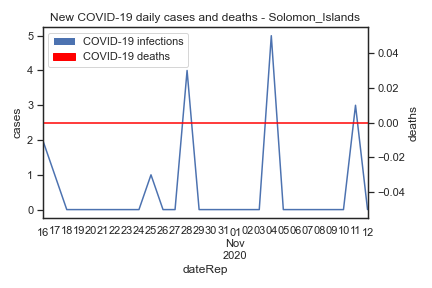 New COVID-19 daily cases and deaths - Solomon_Islands
COVID-19 infections
COVID-19 deaths
5
4
3
2
1
0
cases
0.04
0.02
0.00
−0.02
−0.04
deaths
16 17 18 19 20 21 22 23 24 25 26 27 28 29 30 31 01 02 03 04 05 06 07 08 09 10 11 12
Nov
2020
dateRep